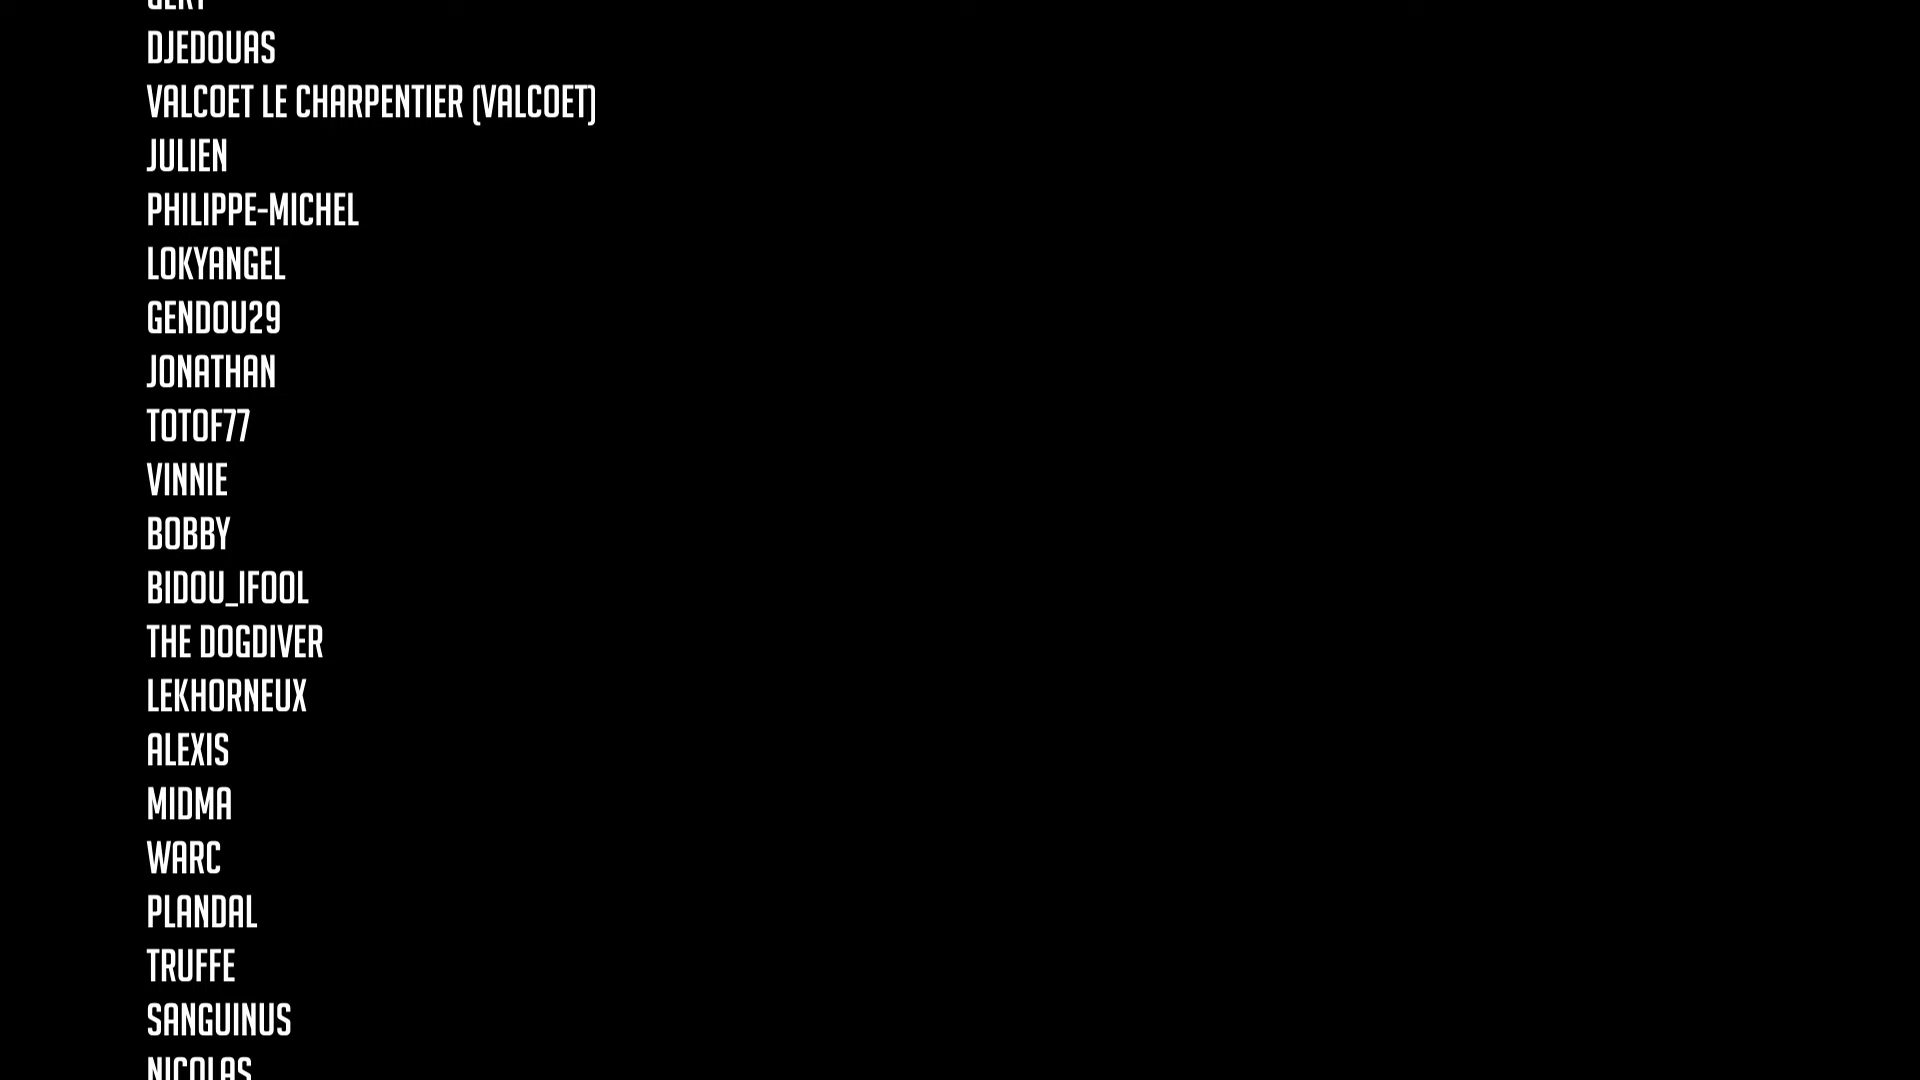 DJEDOUAS
VALCOET LE CHARPENTIER (VALCOET)
JULIEN
PHILIPPE-MICHEL
LOKYANGEL
GENDOU29
JONATHAN
TOTOF77
VINNIE
BOBBY
BIDOU_IFOOL
THE DOGDIVER
LEKHORNEUX
ALEXIS
MIDMA
WARC
PLANDAL
TRUFFE
SANGUINUS
NICOLAS